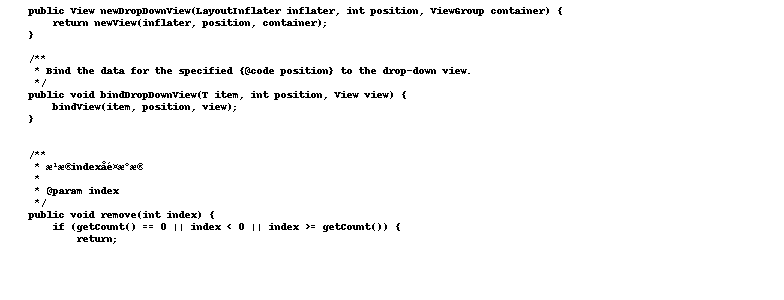 public View newDropDownView(LayoutInflater inflater, int position, ViewGroup container) {
return newView(inflater, position, container);
}
/**
* Bind the data for the specified {@code position} to the drop-down view.
*/
public void bindDropDownView(T item, int position, View view) {
bindView(item, position, view);
}
/**
* æ¹æ®indexå é¤æ°æ®
*
* @param index
*/
public void remove(int index) {
if (getCount() == 0 || index < 0 || index >= getCount()) {
return;